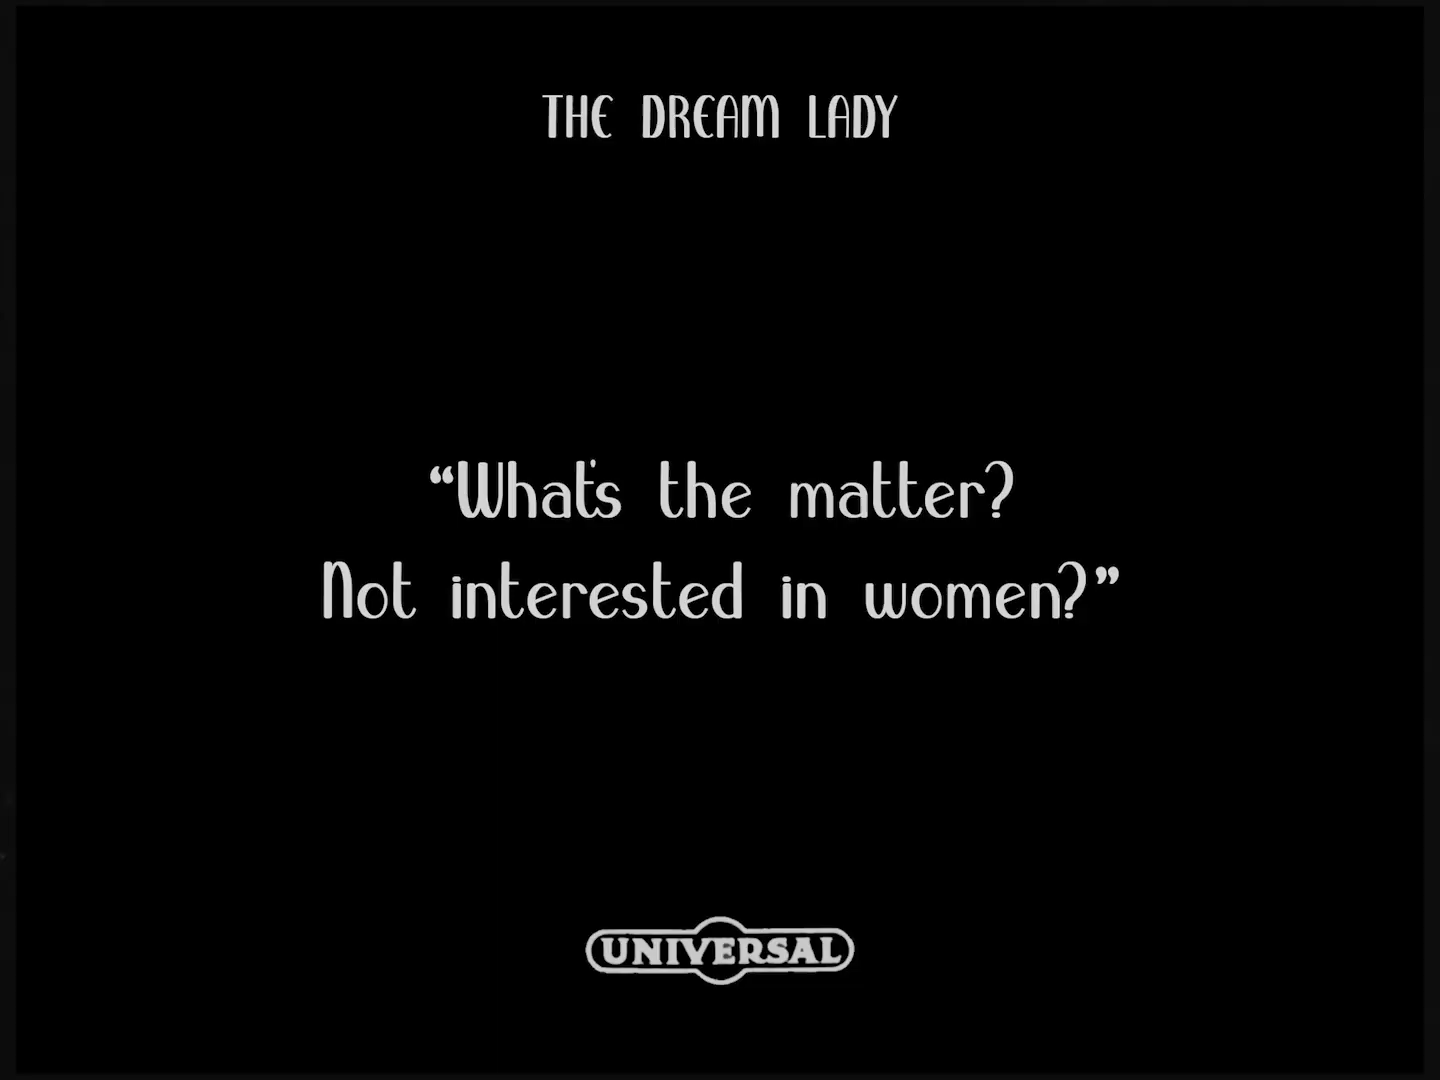 THE DREAM LADY
“What's the matter?
Not interested in women?”
UNIVERSAL